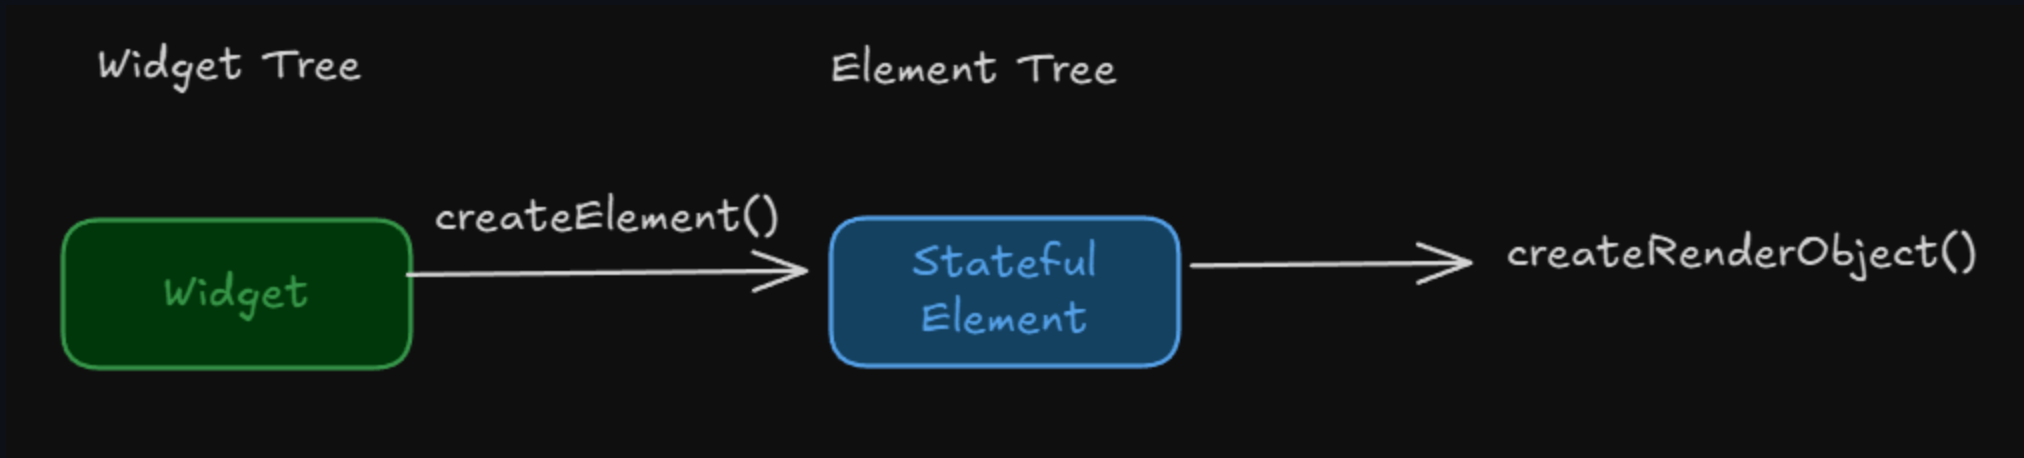 Widget Tree
Element Tree
createElement()
Widget
Stateful
Element
createRenderObject()